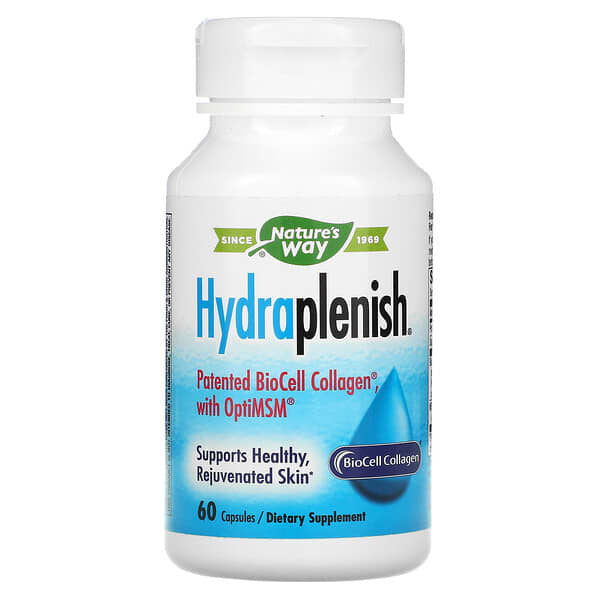 SINCE Nature's Way® 1969
Hydraplenish®
Patented BioCell Collagen®,
with OptiMSM®
Supports Healthy,
Rejuvenated Skin*
BioCell Collagen
60 Capsules / Dietary Supplement